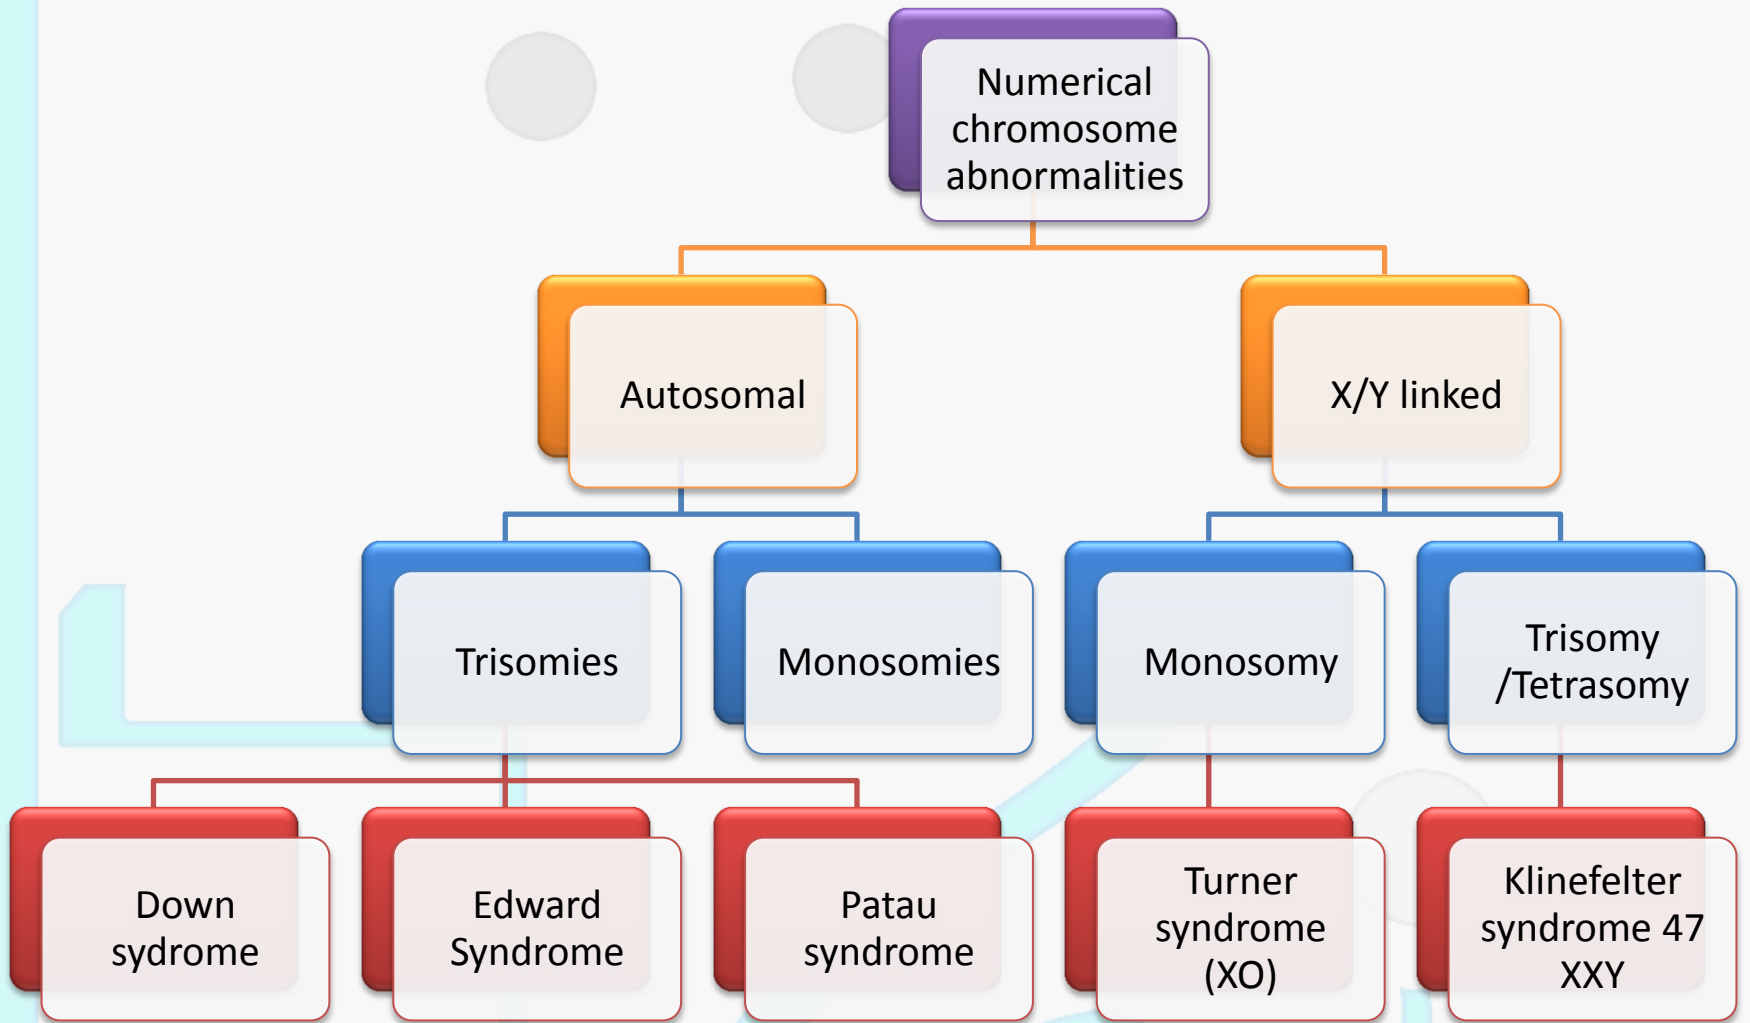 Numerical
chromosome
abnormalities
Autosomal
X/Y linked
Trisomies
Monosomies
Monosomy
Trisomy
/Tetrasomy
Down
sydrome
Edward
Syndrome
Patau
syndrome
Turner
syndrome
(XO)
Klinefelter
syndrome 47
XXY